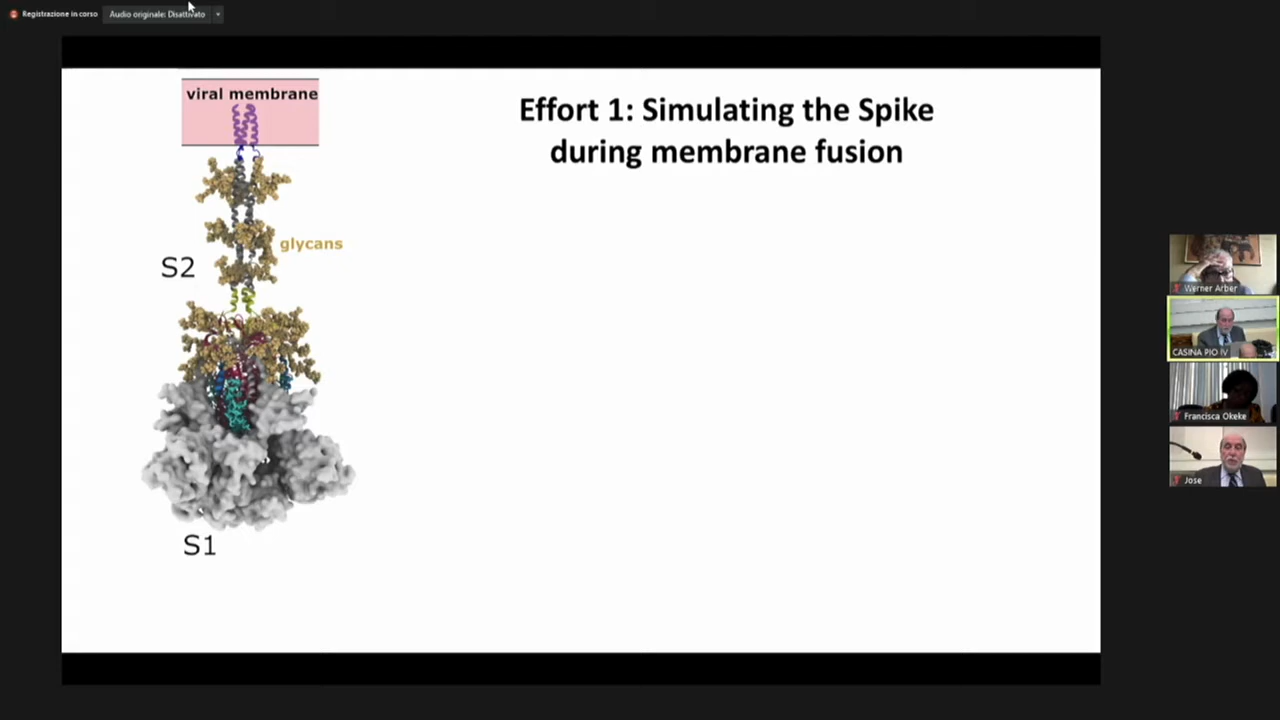 Registrazione in corso
Audio originale: Disattivato
viral membrane
Effort 1: Simulating the Spike
during membrane fusion
glycans
S2
S1
Werner Arber
CASINA PIO IV
Francisca Okeke
Jose